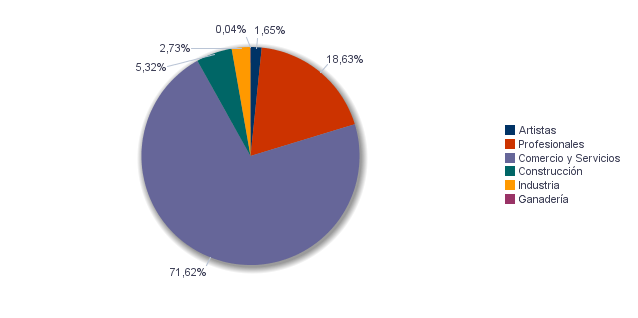 0,04%
1,65%
2,73%
18,63%
5,32%
71,62%
Artistas
Profesionales
Comercio y Servicios
Construcción
Industria
Ganadería